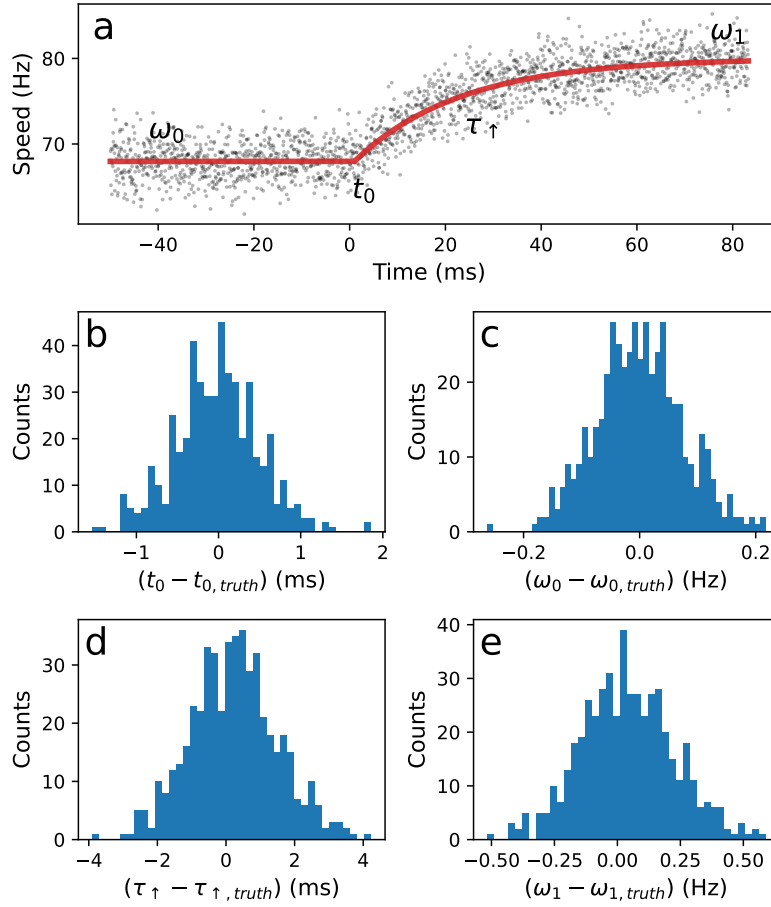 a
ω₀
ω₁
τ↑
t₀
Speed (Hz)
80
70
−40 −20 0 20 40 60 80
Time (ms)
b
Counts
40
30
20
10
0
−1 0 1 2
(t₀ − t₀,truth) (ms)
c
Counts
20
10
0
−0.2 0.0 0.2
(ω₀ − ω₀,truth) (Hz)
d
Counts
30
20
10
0
−4 −2 0 2 4
(τ↑ − τ↑,truth) (ms)
e
Counts
40
30
20
10
0
−0.50 −0.25 0.00 0.25 0.50
(ω₁ − ω₁,truth) (Hz)